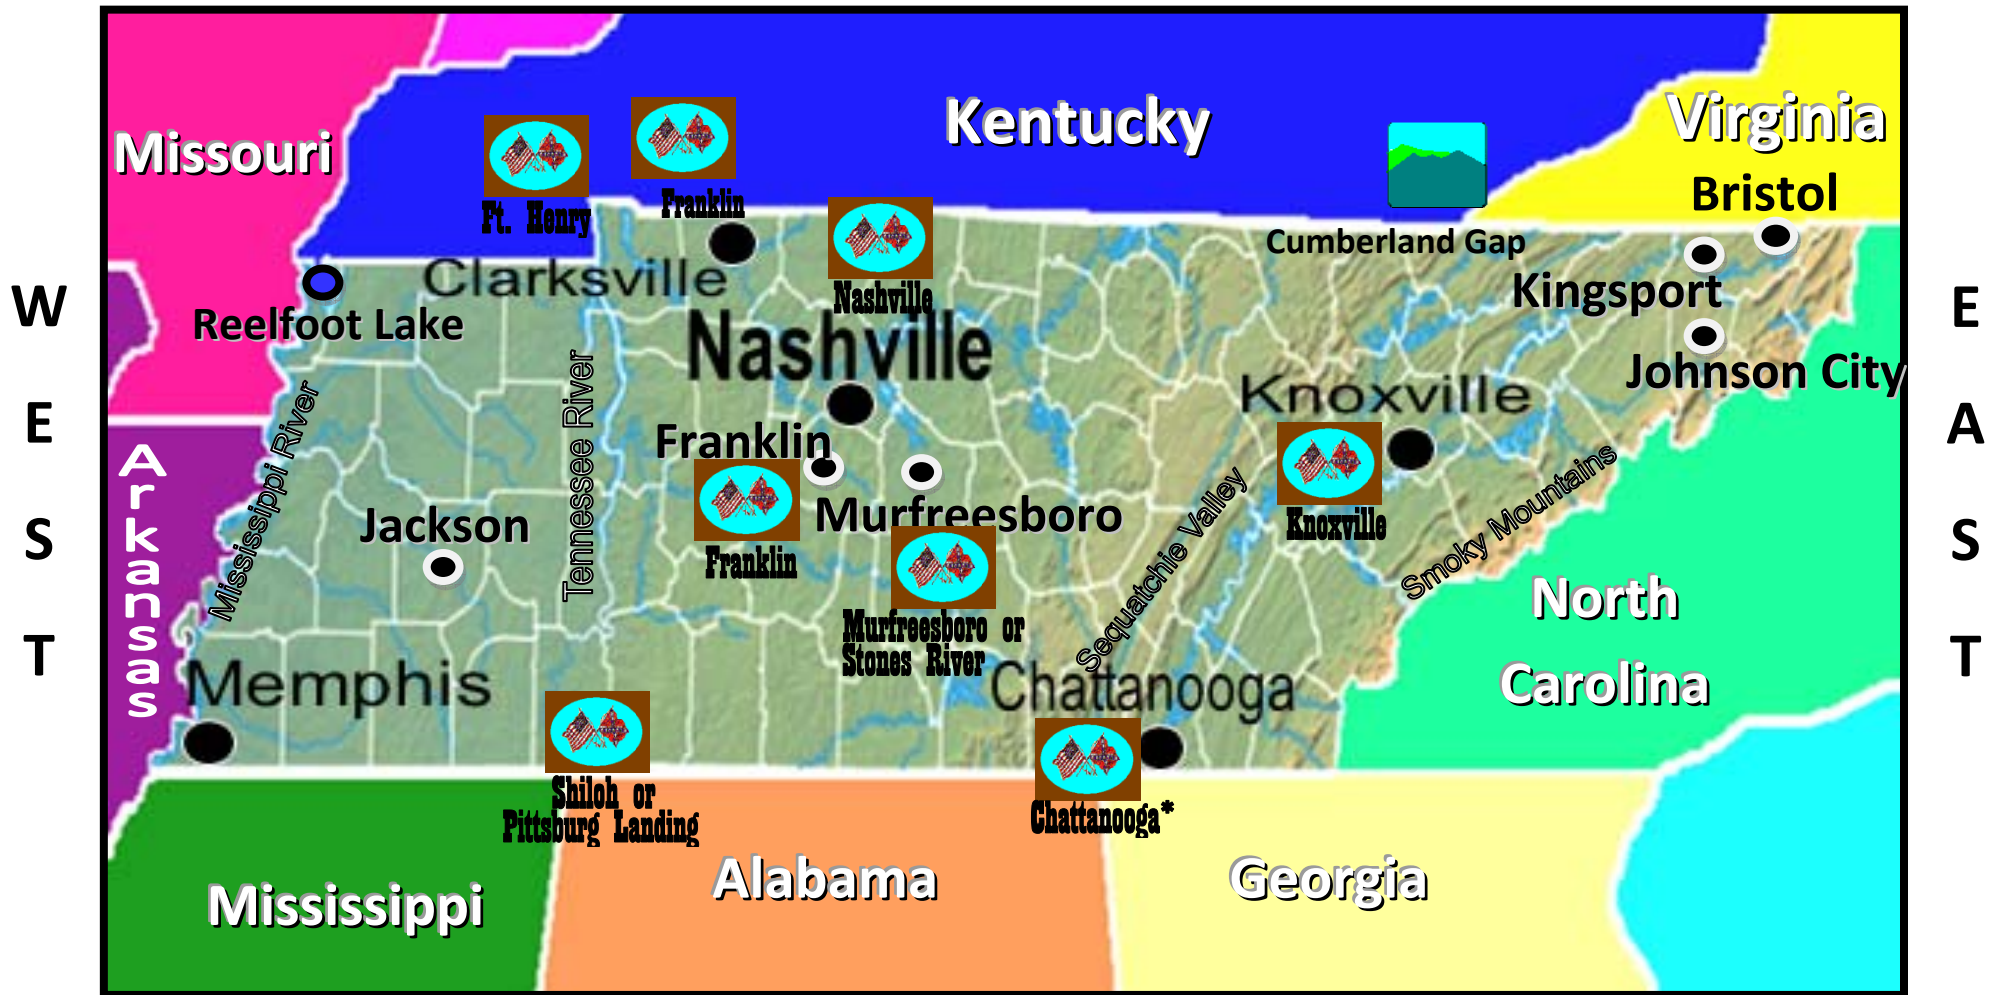 Missouri
Kentucky
Virginia
Bristol
Ft. Henry
Franklin
Cumberland Gap
Clarksville
Nashville
Kingsport
Reelfoot Lake
Nashville
Johnson City
W
E
S
T
E
A
S
T
Knoxville
Mississippi River
Tennessee River
Franklin
Arkansas
Jackson
Murfreesboro
Franklin
Sequatchie Valley
Knoxville
Smoky Mountains
North
Carolina
Murfreesboro or
Stones River
Memphis
Chattanooga
Shiloh or
Pittsburg Landing
Chattanooga*
Mississippi
Alabama
Georgia